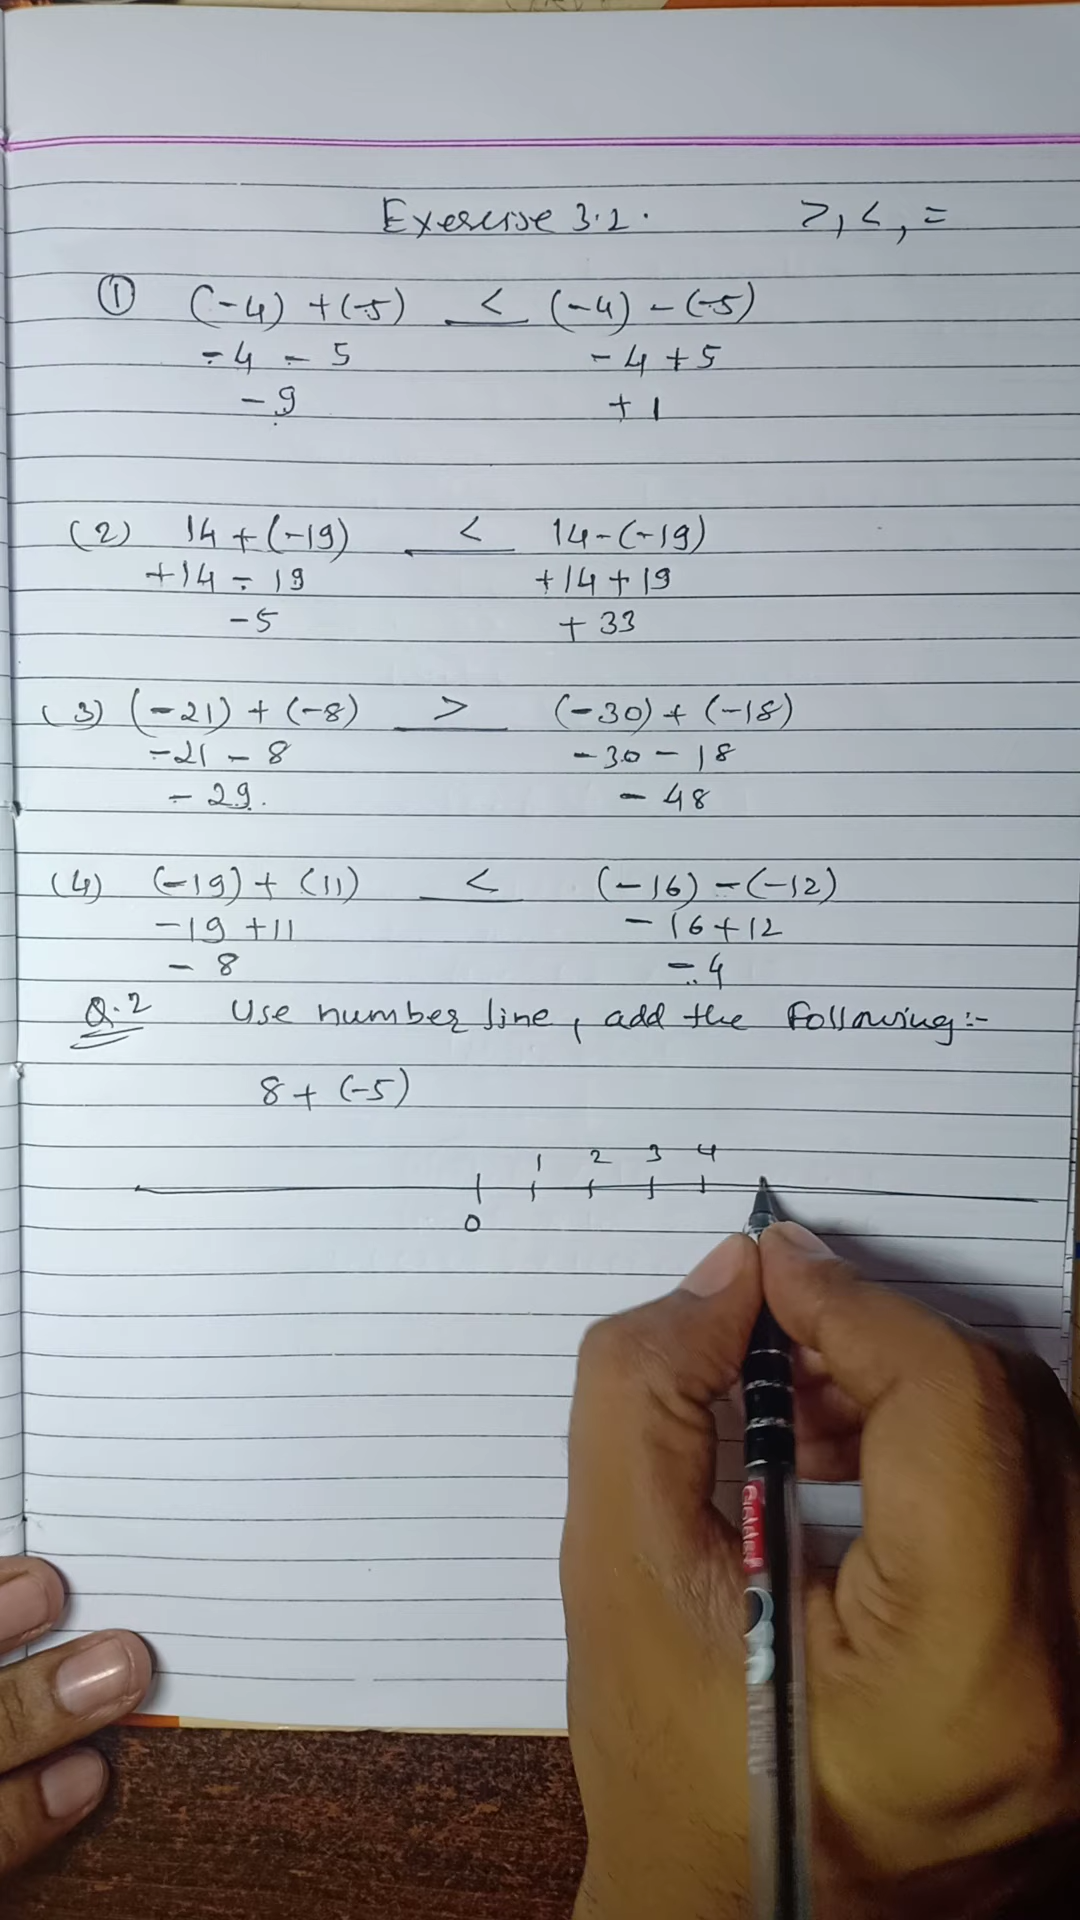 Exercise 3.2. >, <, =
① (-4) + (-5) < (-4) - (-5)
-4 - 5 -4 + 5
-9 +1
(2) 14 + (-19) < 14 - (-19)
+14 - 19 +14 + 19
-5 +33
(3) (-21) + (-8) > (-30) + (-18)
-21 - 8 -30 - 18
-29. -48
(4) (-19) + (11) < (-16) - (-12)
-19 + 11 -16 + 12
-8 -4
Q.2 Use number line, add the following:-
8 + (-5)
1 2 3 4
0